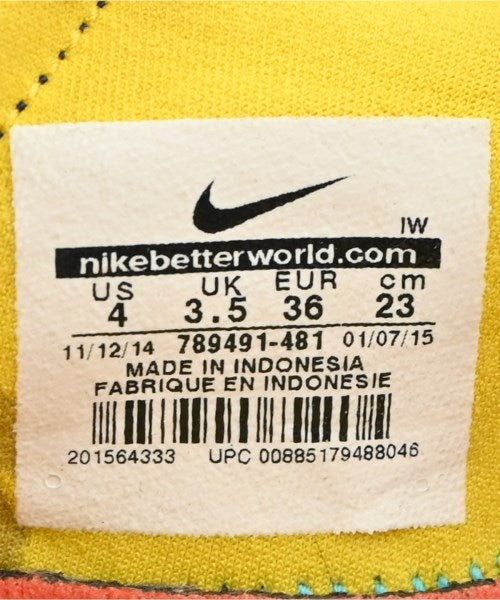 IW
nikebetterworld.com
US UK EUR cm
4 3.5 36 23
11/12/14 789491-481 01/07/15
MADE IN INDONESIA
FABRIQUE EN INDONESIE
201564333 UPC 00885179488046